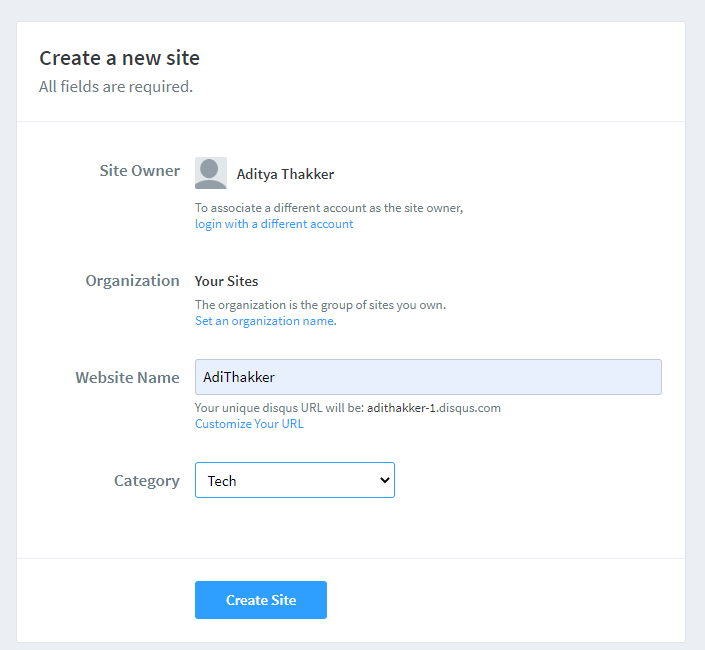 Create a new site
All fields are required.
Site Owner
Aditya Thakker
To associate a different account as the site owner,
login with a different account
Organization
Your Sites
The organization is the group of sites you own.
Set an organization name.
Website Name
AdiThakker
Your unique disqus URL will be: adithakker-1.disqus.com
Customize Your URL
Category
Tech
Create Site